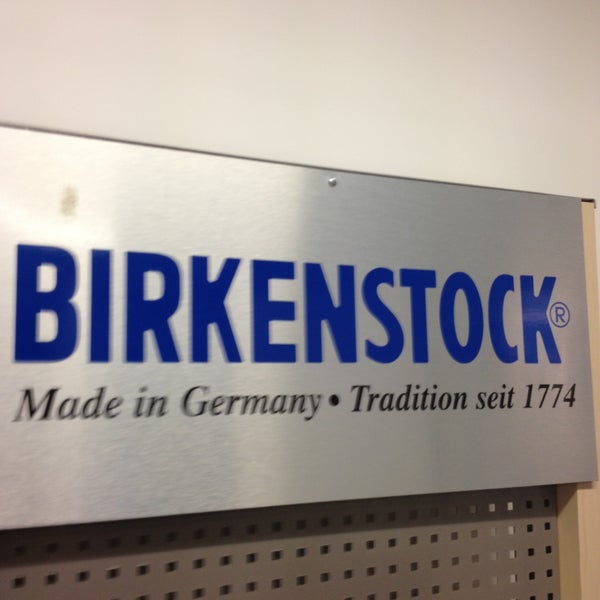 BIRKENSTOCK®
Made in Germany • Tradition seit 1774